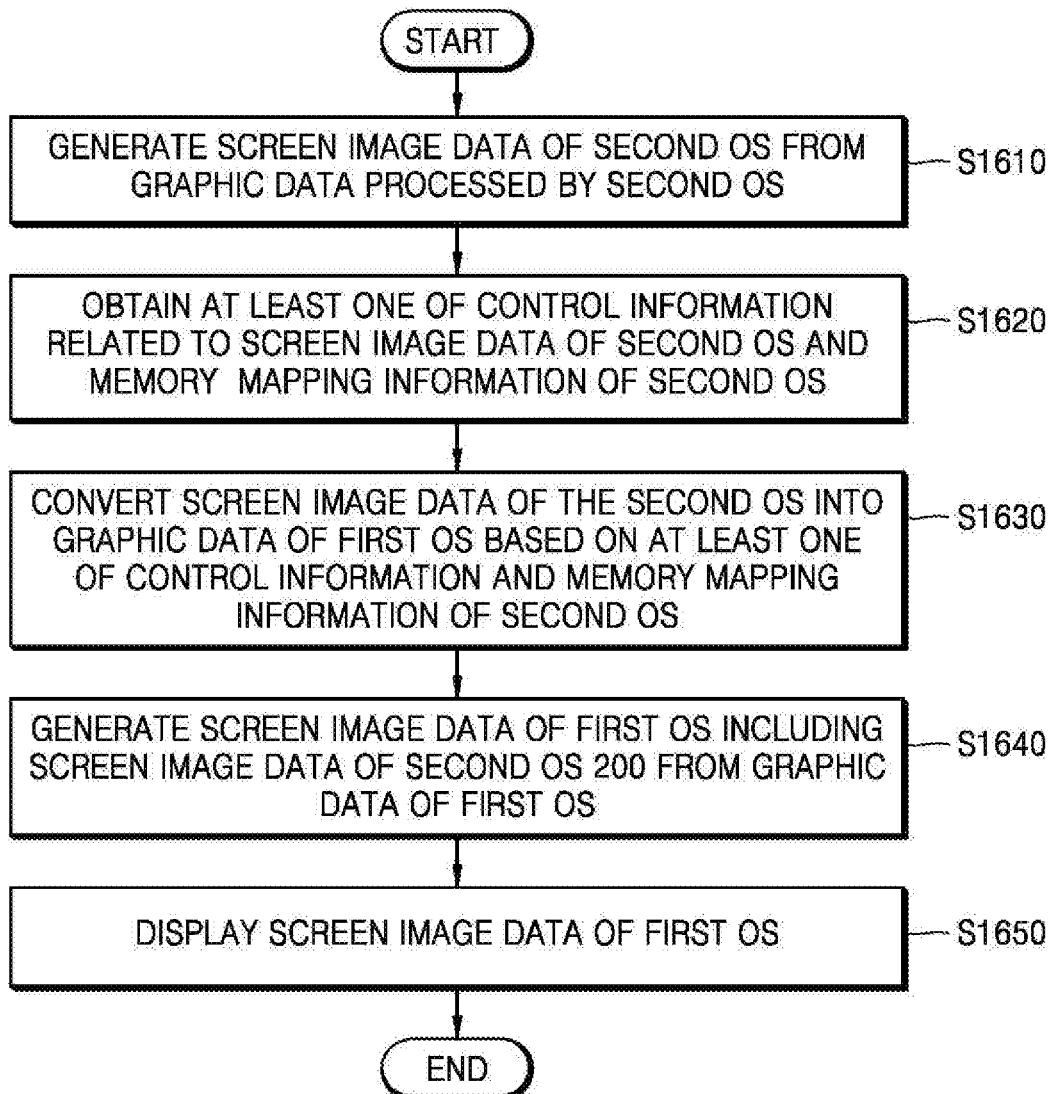 START
GENERATE SCREEN IMAGE DATA OF SECOND OS FROM
GRAPHIC DATA PROCESSED BY SECOND OS
S1610
OBTAIN AT LEAST ONE OF CONTROL INFORMATION
RELATED TO SCREEN IMAGE DATA OF SECOND OS AND
MEMORY MAPPING INFORMATION OF SECOND OS
S1620
CONVERT SCREEN IMAGE DATA OF THE SECOND OS INTO
GRAPHIC DATA OF FIRST OS BASED ON AT LEAST ONE
OF CONTROL INFORMATION AND MEMORY MAPPING
INFORMATION OF SECOND OS
S1630
GENERATE SCREEN IMAGE DATA OF FIRST OS INCLUDING
SCREEN IMAGE DATA OF SECOND OS 200 FROM GRAPHIC
DATA OF FIRST OS
S1640
DISPLAY SCREEN IMAGE DATA OF FIRST OS
S1650
END